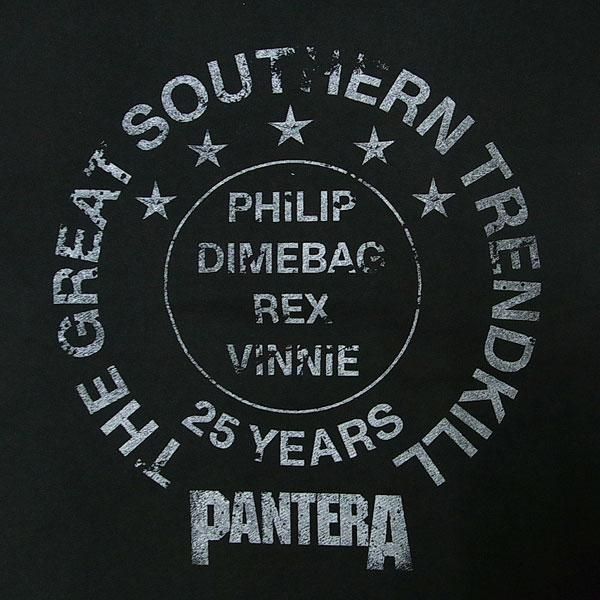 THE GREAT SOUTHERN TRENDKILL
PHiLIP
DIMEBAG
REX
VINNiE
25 YEARS
PANTERA